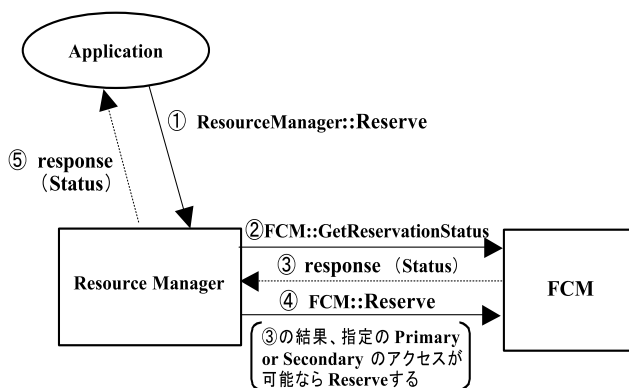 Application
① ResourceManager::Reserve
⑤ response
（Status）
Resource Manager
②FCM::GetReservationStatus
③ response（Status）
④ FCM::Reserve
FCM
③の結果、指定の Primary
or Secondary のアクセスが
可能なら Reserveする